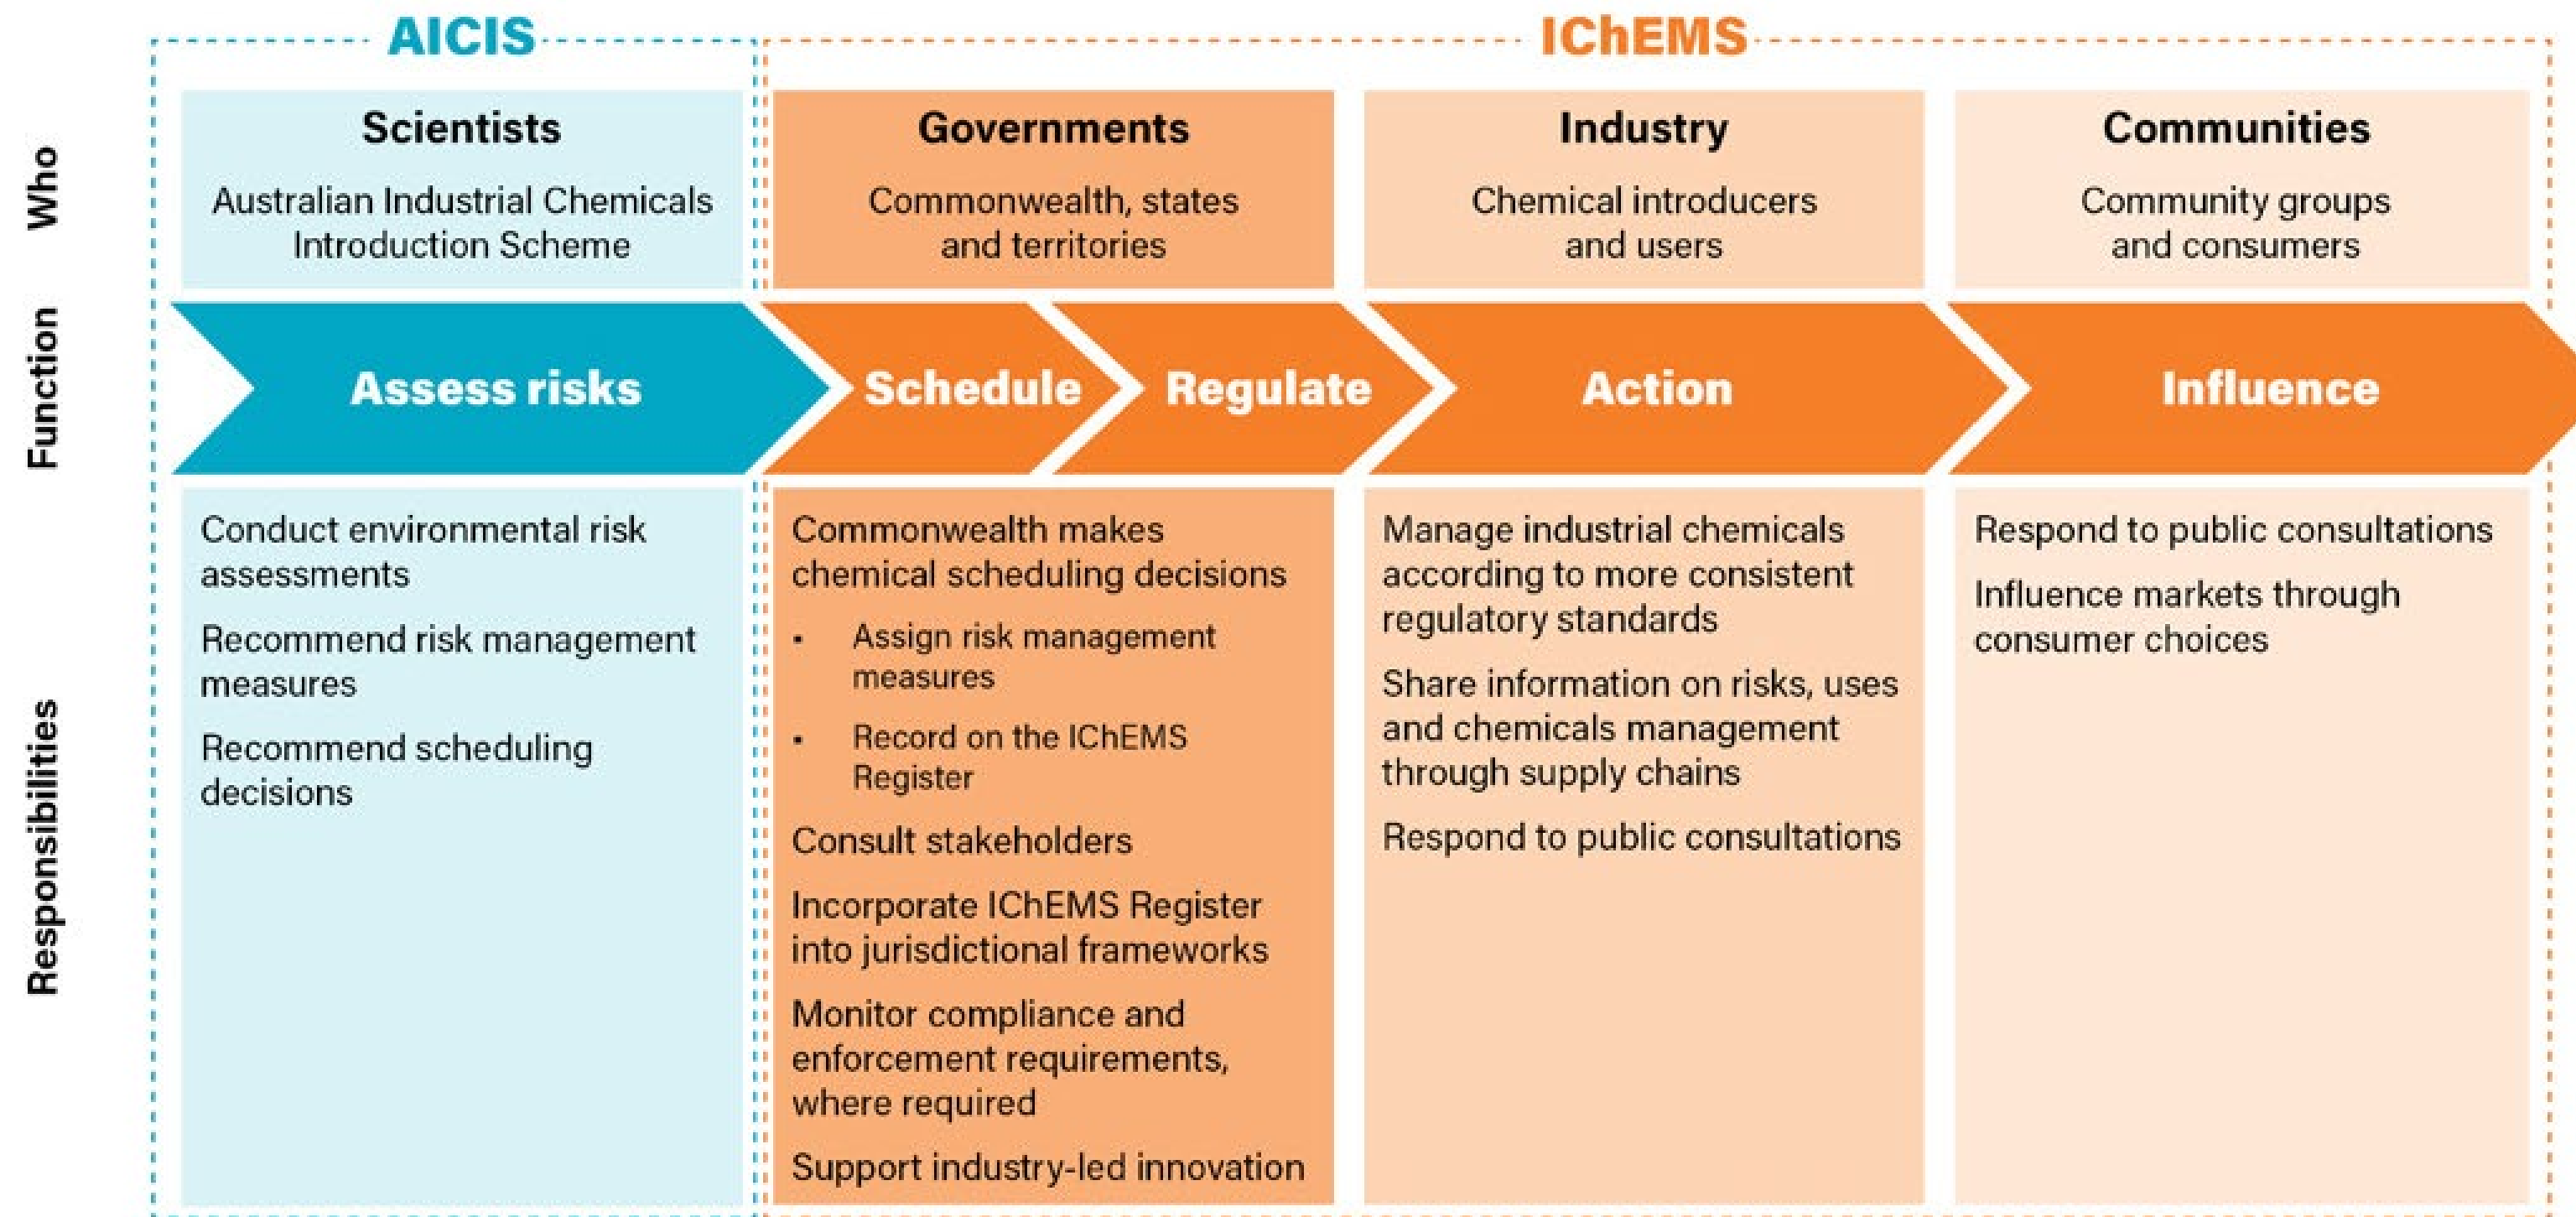 AICIS
IChEMS
Who
Scientists
Australian Industrial Chemicals
Introduction Scheme
Governments
Commonwealth, states
and territories
Industry
Chemical introducers
and users
Communities
Community groups
and consumers
Function
Assess risks
Schedule
Regulate
Action
Influence
Responsibilities
Conduct environmental risk
assessments
Recommend risk management
measures
Recommend scheduling
decisions
Commonwealth makes
chemical scheduling decisions
• Assign risk management
measures
• Record on the IChEMS
Register
Consult stakeholders
Incorporate IChEMS Register
into jurisdictional frameworks
Monitor compliance and
enforcement requirements,
where required
Support industry-led innovation
Manage industrial chemicals
according to more consistent
regulatory standards
Share information on risks, uses
and chemicals management
through supply chains
Respond to public consultations
Respond to public consultations
Influence markets through
consumer choices